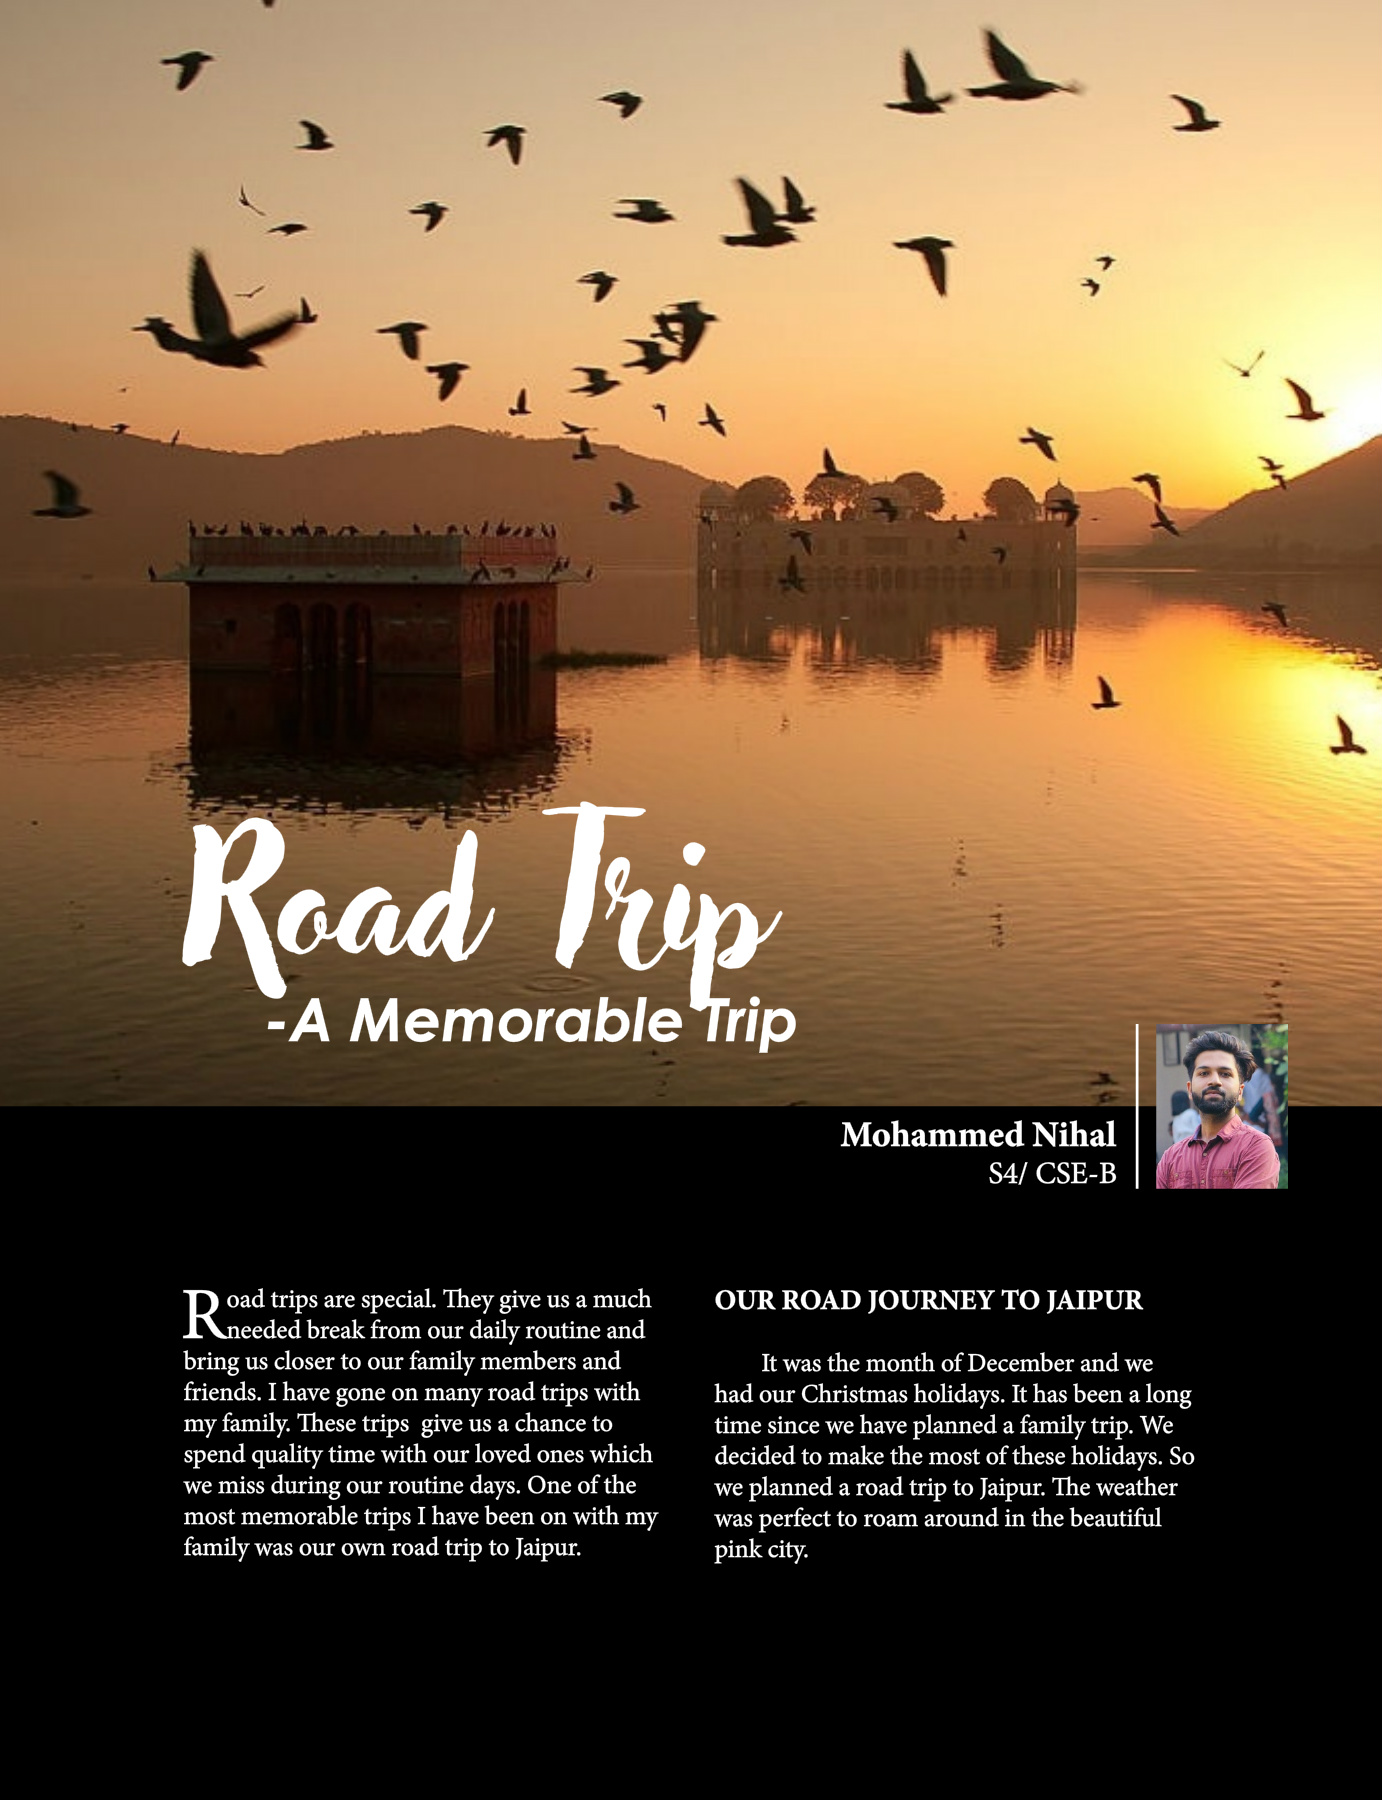 Road Trip
-A Memorable Trip
Mohammed Nihal
S4/ CSE-B
Road trips are special. They give us a much
needed break from our daily routine and
bring us closer to our family members and
friends. I have gone on many road trips with
my family. These trips  give us a chance to
spend quality time with our loved ones which
we miss during our routine days. One of the
most memorable trips I have been on with my
family was our own road trip to Jaipur.
OUR ROAD JOURNEY TO JAIPUR
It was the month of December and we
had our Christmas holidays. It has been a long
time since we have planned a family trip. We
decided to make the most of these holidays. So
we planned a road trip to Jaipur. The weather
was perfect to roam around in the beautiful
pink city.